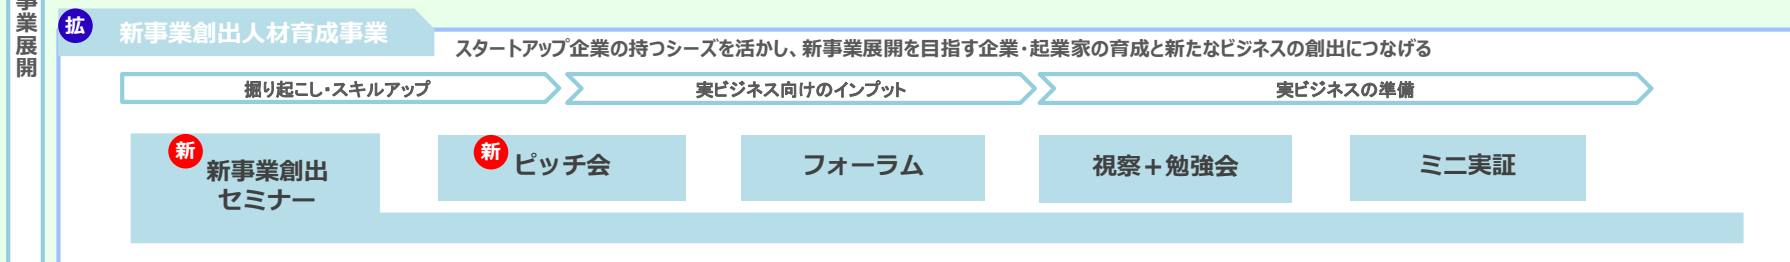 事業展開
拡
新事業創出人材育成事業
スタートアップ企業の持つシーズを活かし、新事業展開を目指す企業・起業家の育成と新たなビジネスの創出につなげる
掘り起こし・スキルアップ
実ビジネス向けのインプット
実ビジネスの準備
新
新事業創出
セミナー
新
ピッチ会
フォーラム
視察＋勉強会
ミニ実証